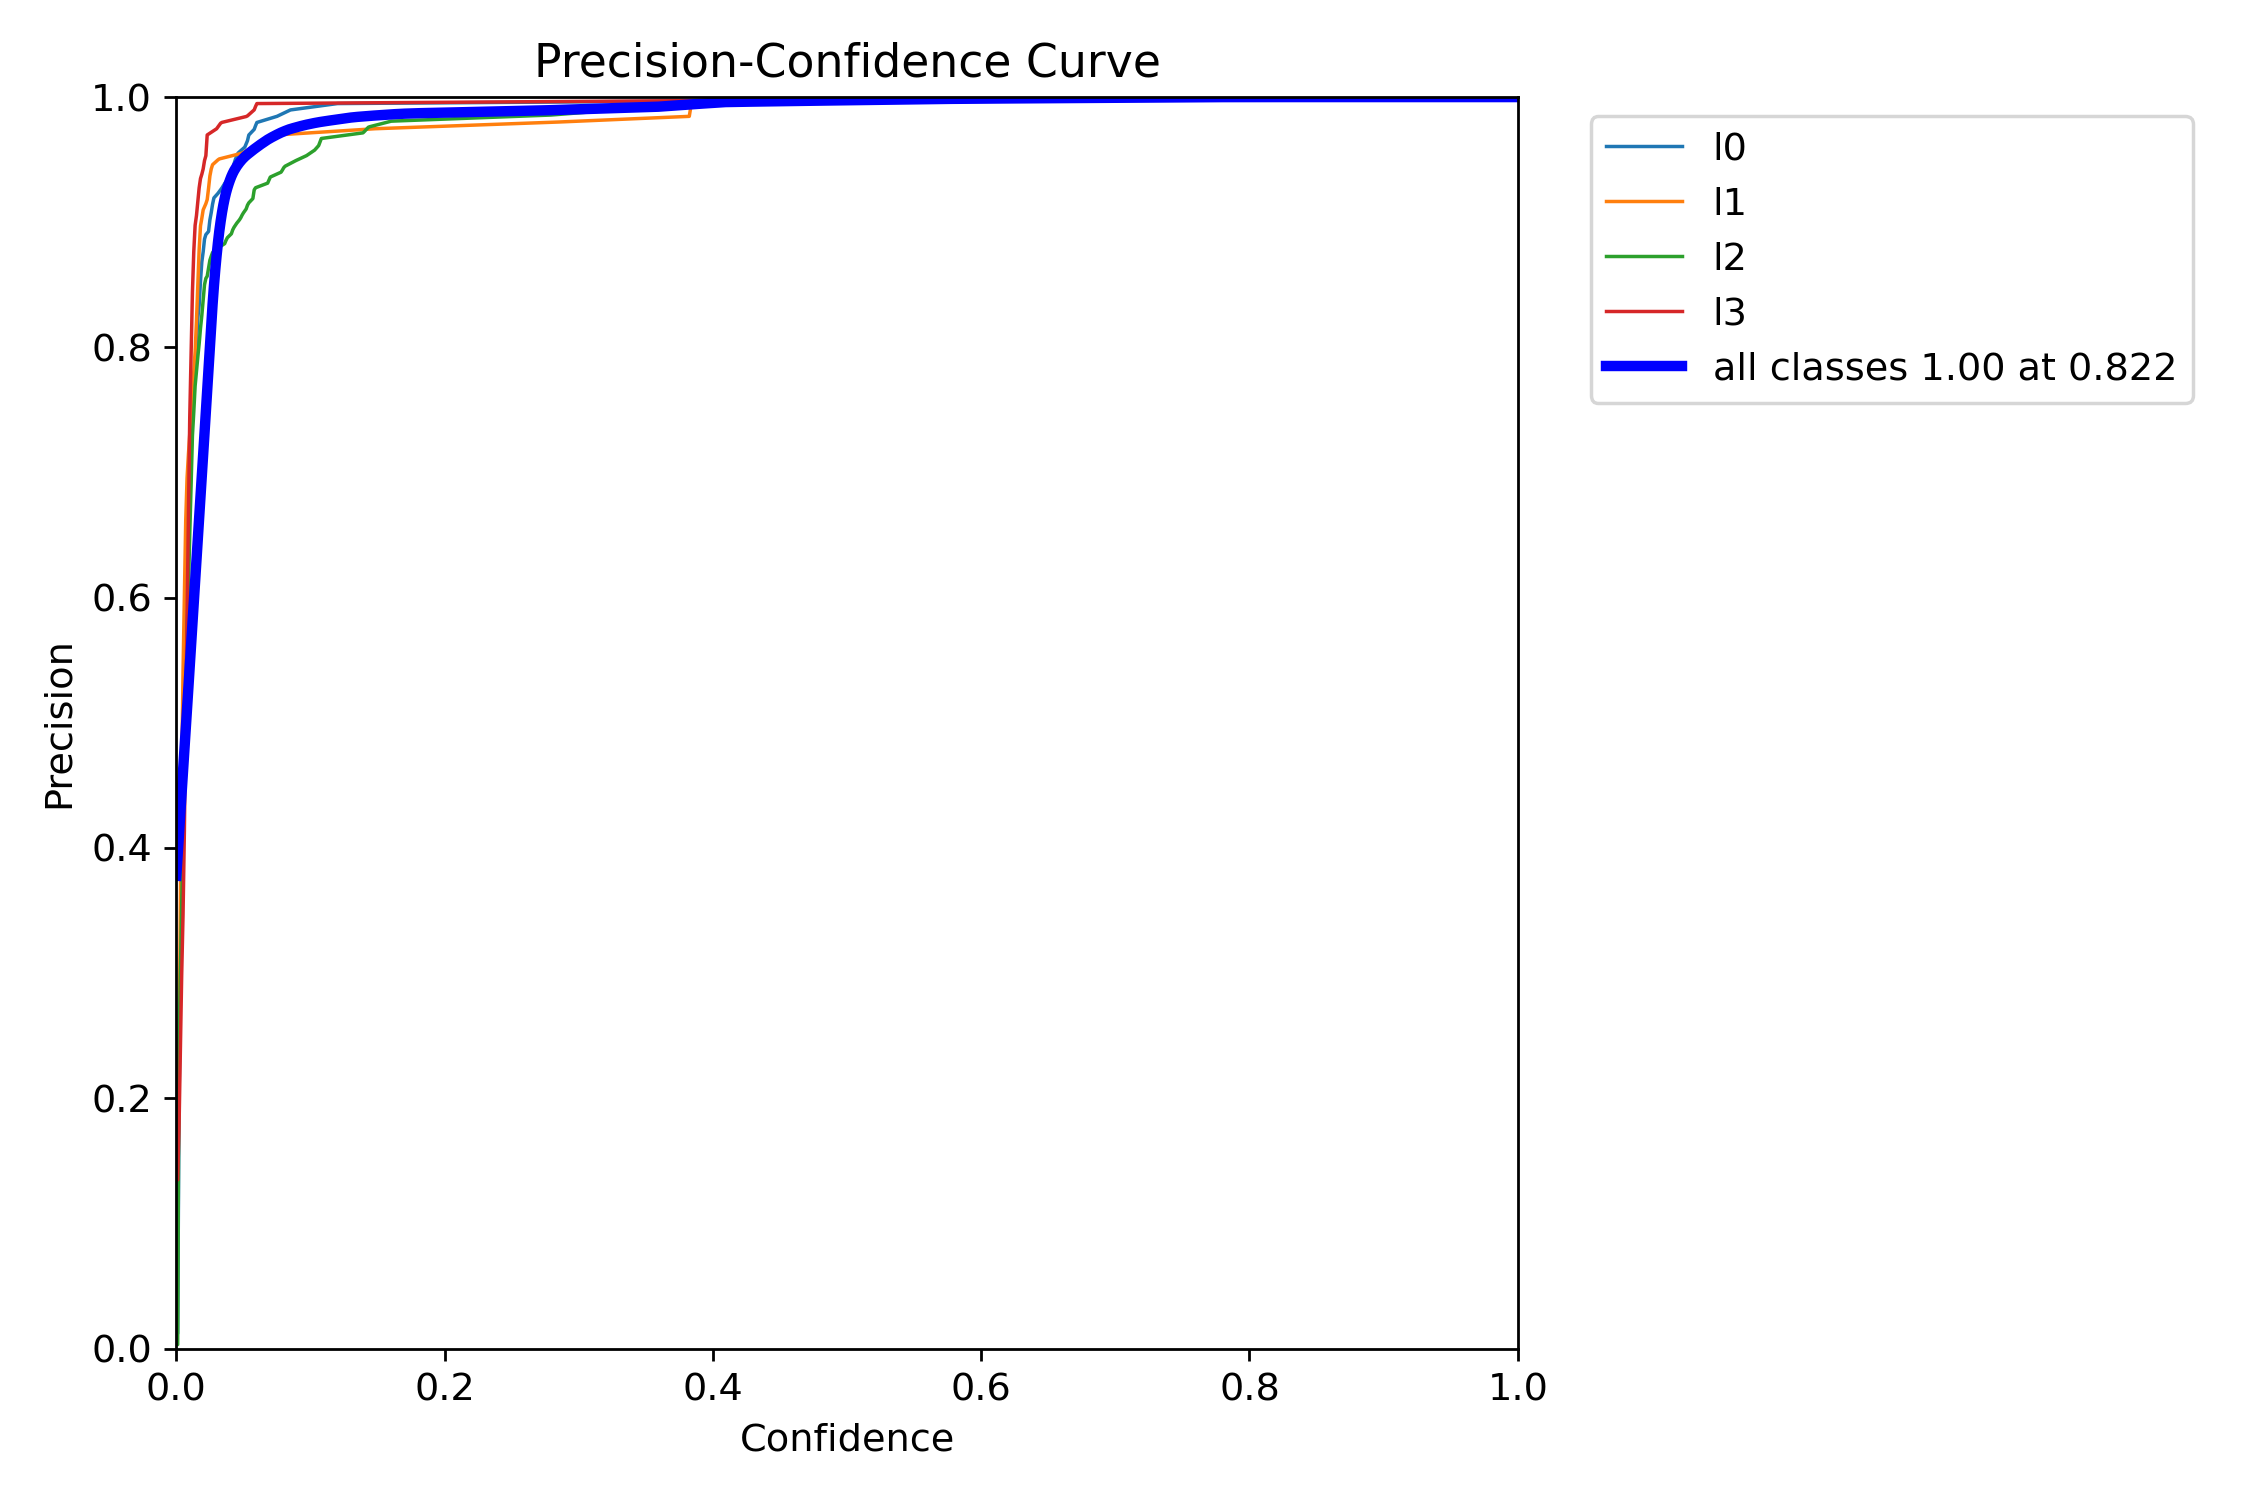 Precision-Confidence Curve
1.0
0.8
0.6
0.4
0.2
0.0
Precision
0.0 0.2 0.4 0.6 0.8 1.0
Confidence
l0
l1
l2
l3
all classes 1.00 at 0.822